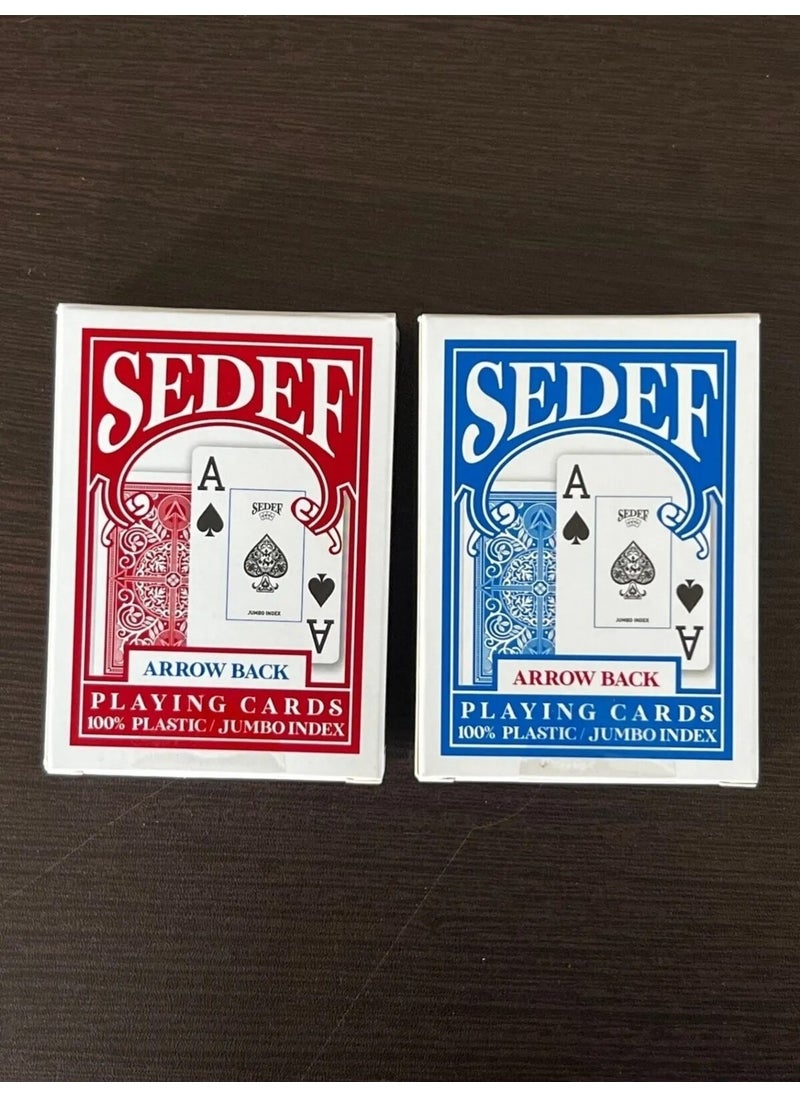 SEDEF
A
SEDEF
JUMBO INDEX
A
ARROW BACK
PLAYING CARDS
100% PLASTIC / JUMBO INDEX
SEDEF
A
SEDEF
JUMBO INDEX
A
ARROW BACK
PLAYING CARDS
100% PLASTIC / JUMBO INDEX